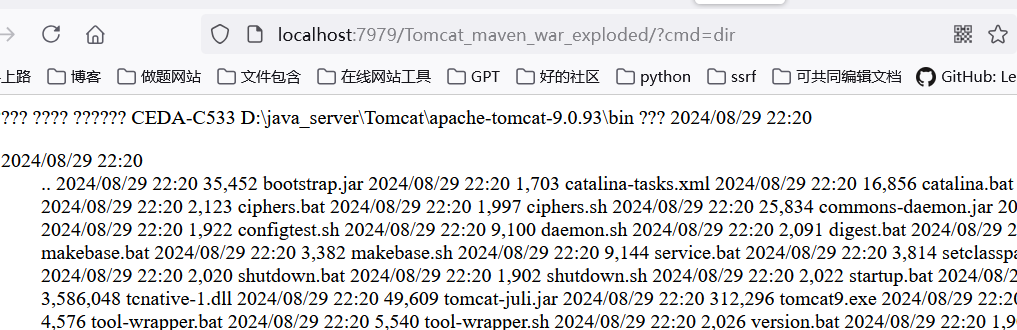 localhost:7979/Tomcat_maven_war_exploded/?cmd=dir
上路 博客 做题网站 文件包含 在线网站工具 GPT 好的社区 python ssrf 可共同编辑文档 GitHub: Le
??? ???? ?????? CEDA-C533 D:\java_server\Tomcat\apache-tomcat-9.0.93\bin ??? 2024/08/29 22:20
2024/08/29 22:20
.. 2024/08/29 22:20 35,452 bootstrap.jar 2024/08/29 22:20 1,703 catalina-tasks.xml 2024/08/29 22:20 16,856 catalina.bat
2024/08/29 22:20 2,123 ciphers.bat 2024/08/29 22:20 1,997 ciphers.sh 2024/08/29 22:20 25,834 commons-daemon.jar 20
2024/08/29 22:20 1,922 configtest.sh 2024/08/29 22:20 9,100 daemon.sh 2024/08/29 22:20 2,091 digest.bat 2024/08/29 2
makebase.bat 2024/08/29 22:20 3,382 makebase.sh 2024/08/29 22:20 9,144 service.bat 2024/08/29 22:20 3,814 setclasspa
2024/08/29 22:20 2,020 shutdown.bat 2024/08/29 22:20 1,902 shutdown.sh 2024/08/29 22:20 2,022 startup.bat 2024/08/2
3,586,048 tcnative-1.dll 2024/08/29 22:20 49,609 tomcat-juli.jar 2024/08/29 22:20 312,296 tomcat9.exe 2024/08/29 22:20
4,576 tool-wrapper.bat 2024/08/29 22:20 5,540 tool-wrapper.sh 2024/08/29 22:20 2,026 version.bat 2024/08/29 22:20 1,9